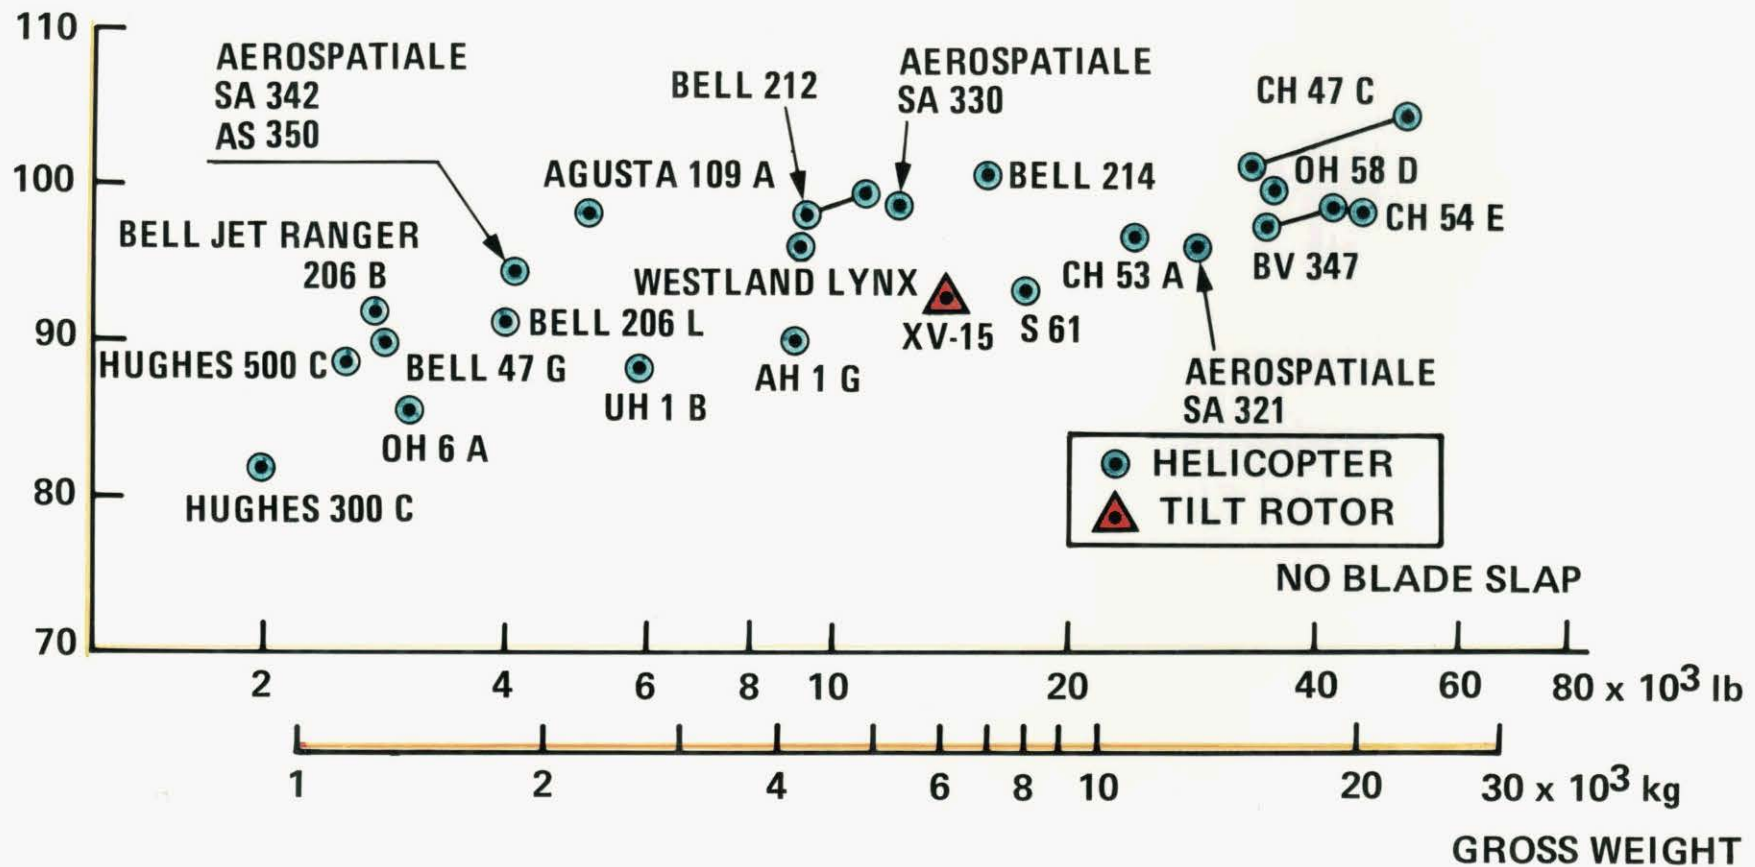 110
100
90
80
70
AEROSPATIALE
SA 342
AS 350
BELL JET RANGER
206 B
HUGHES 500 C
BELL 47 G
OH 6 A
HUGHES 300 C
AGUSTA 109 A
BELL 206 L
UH 1 B
BELL 212
WESTLAND LYNX
AH 1 G
AEROSPATIALE
SA 330
BELL 214
XV-15
S 61
CH 53 A
AEROSPATIALE
SA 321
CH 47 C
OH 58 D
CH 54 E
BV 347
HELICOPTER
TILT ROTOR
NO BLADE SLAP
2 4 6 8 10 20 40 60 80 x 10³ lb
1 2 4 6 8 10 20 30 x 10³ kg
GROSS WEIGHT